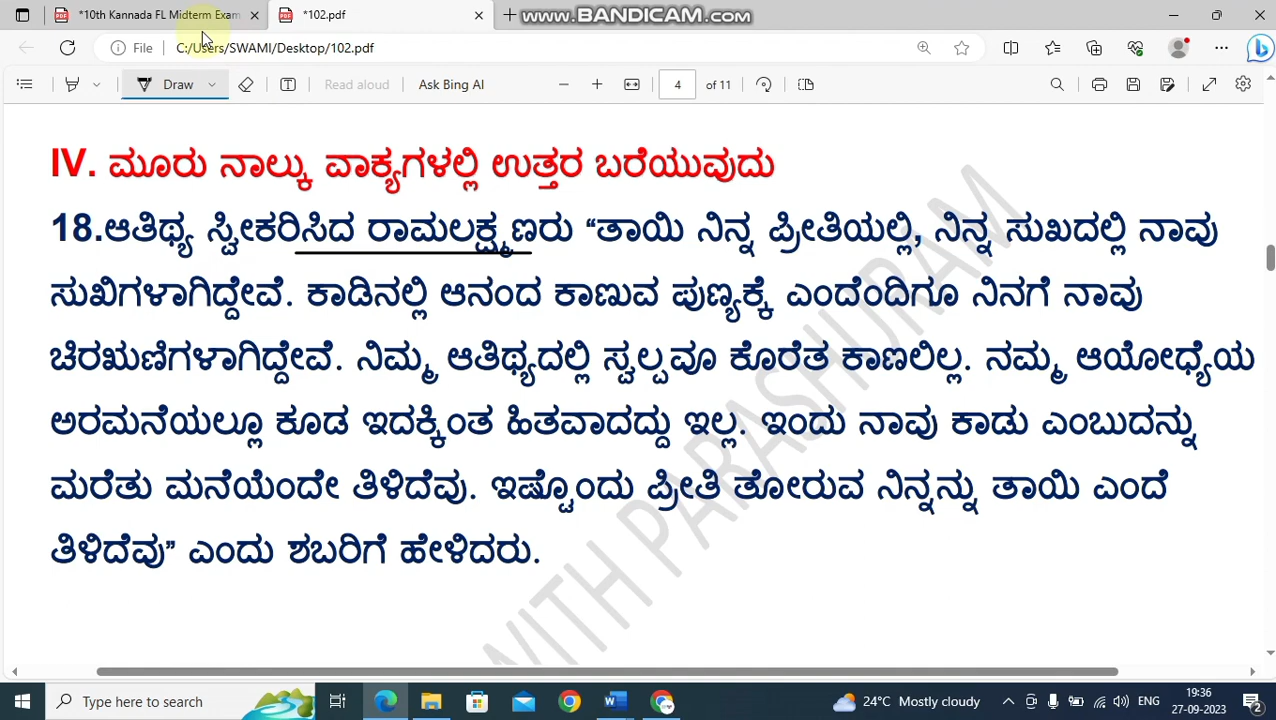 *10th Kannada FL Midterm Exam
*102.pdf
www.BANDICAM.com
File
C:/Users/SWAMI/Desktop/102.pdf
Draw
Read aloud
Ask Bing AI
4 of 11
IV. ಮೂರು ನಾಲ್ಕು ವಾಕ್ಯಗಳಲ್ಲಿ ಉತ್ತರ ಬರೆಯುವುದು
18.ಆತಿಥ್ಯ ಸ್ವೀಕರಿಸಿದ ರಾಮಲಕ್ಷ್ಮಣರು “ತಾಯಿ ನಿನ್ನ ಪ್ರೀತಿಯಲ್ಲಿ, ನಿನ್ನ ಸುಖದಲ್ಲಿ ನಾವು
ಸುಖಿಗಳಾಗಿದ್ದೇವೆ. ಕಾಡಿನಲ್ಲಿ ಆನಂದ ಕಾಣುವ ಪುಣ್ಯಕ್ಕೆ ಎಂದೆಂದಿಗೂ ನಿನಗೆ ನಾವು
ಚಿರಋಣಿಗಳಾಗಿದ್ದೇವೆ. ನಿಮ್ಮ ಆತಿಥ್ಯದಲ್ಲಿ ಸ್ವಲ್ಪವೂ ಕೊರೆತ ಕಾಣಲಿಲ್ಲ. ನಮ್ಮ ಆಯೋಧ್ಯೆಯ
ಅರಮನೆಯಲ್ಲೂ ಕೂಡ ಇದಕ್ಕಿಂತ ಹಿತವಾದದ್ದು ಇಲ್ಲ. ಇಂದು ನಾವು ಕಾಡು ಎಂಬುದನ್ನು
ಮರೆತು ಮನೆಯೆಂದೇ ತಿಳಿದೆವು. ಇಷ್ಟೊಂದು ಪ್ರೀತಿ ತೋರುವ ನಿನ್ನನ್ನು ತಾಯಿ ಎಂದೆ
ತಿಳಿದೆವು” ಎಂದು ಶಬರಿಗೆ ಹೇಳಿದರು.
WITH PARASHURAM
Type here to search
24°C Mostly cloudy
ENG
19:36
27-09-2023
2